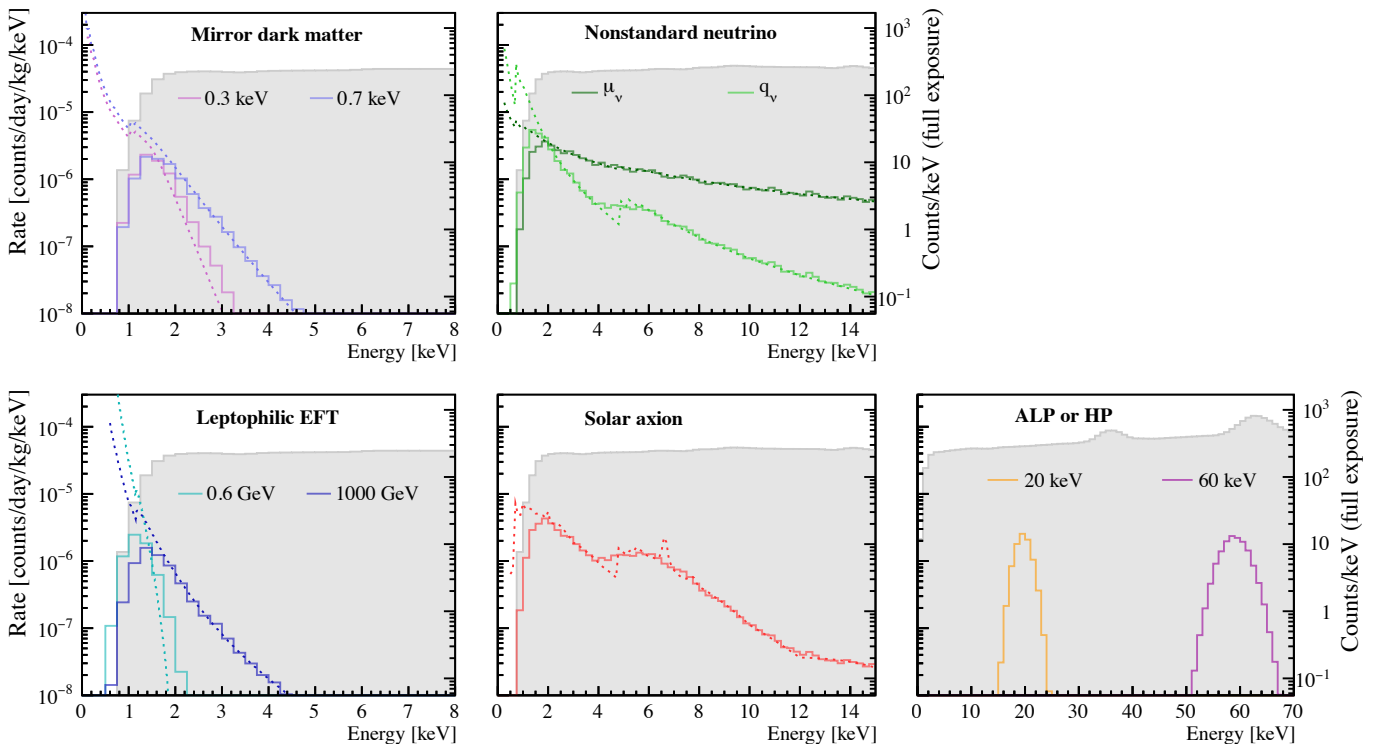 Mirror dark matter
0.3 keV 0.7 keV
Rate [counts/day/kg/keV]
10⁻⁴
10⁻⁵
10⁻⁶
10⁻⁷
10⁻⁸
0 1 2 3 4 5 6 7 8
Energy [keV]
Nonstandard neutrino
μν qν
10³
10²
10
1
10⁻¹
Counts/keV (full exposure)
0 2 4 6 8 10 12 14
Energy [keV]
Leptophilic EFT
0.6 GeV 1000 GeV
Rate [counts/day/kg/keV]
10⁻⁴
10⁻⁵
10⁻⁶
10⁻⁷
10⁻⁸
0 1 2 3 4 5 6 7 8
Energy [keV]
Solar axion
0 2 4 6 8 10 12 14
Energy [keV]
ALP or HP
20 keV 60 keV
10³
10²
10
1
10⁻¹
Counts/keV (full exposure)
0 10 20 30 40 50 60 70
Energy [keV]